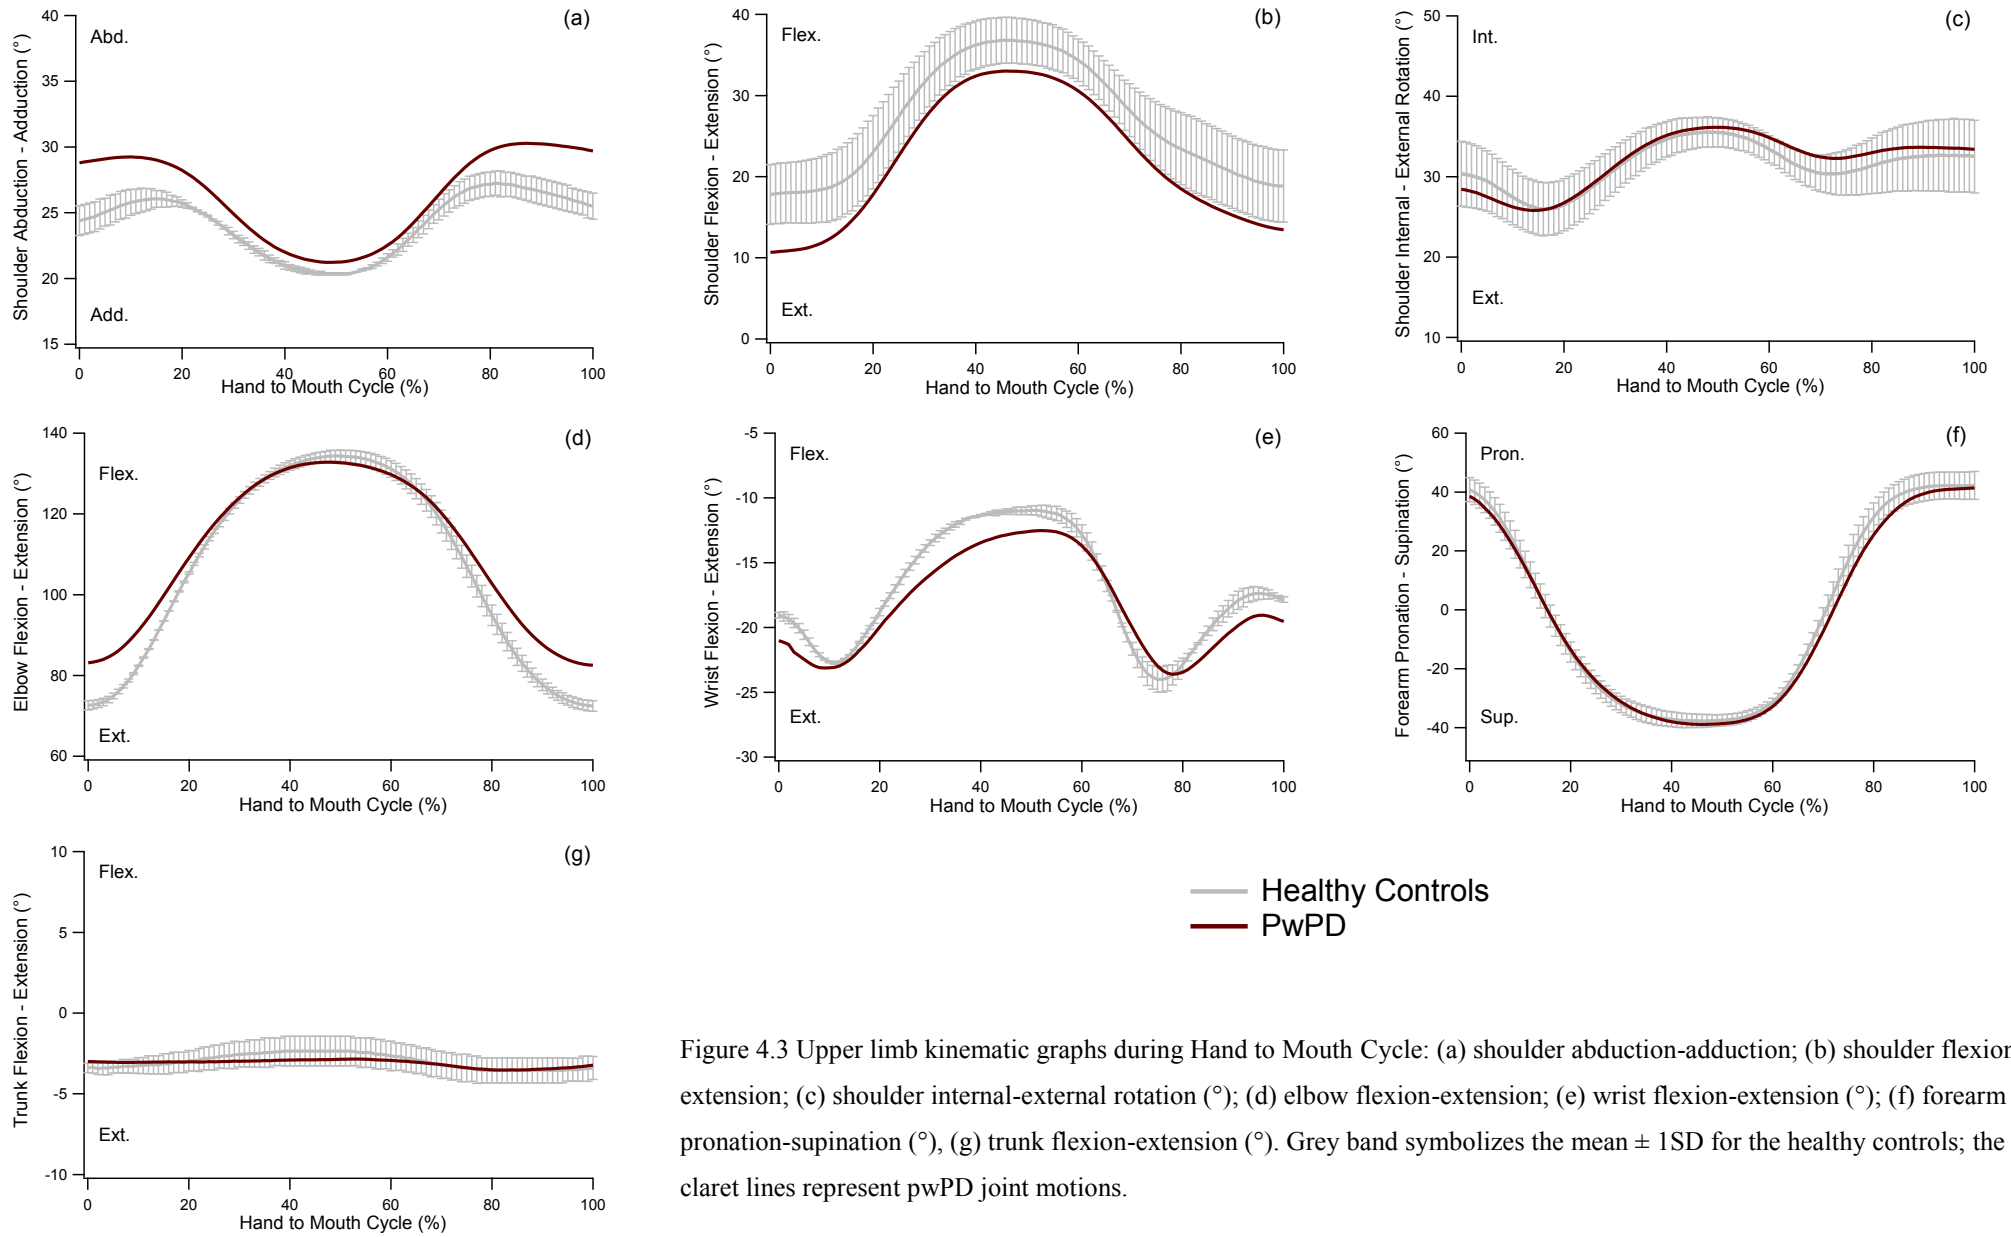 (a)
Shoulder Abduction - Adduction (°)
40
35
30
25
20
15
Abd.
Add.
0 20 40 60 80 100
Hand to Mouth Cycle (%)
(b)
Shoulder Flexion - Extension (°)
40
30
20
10
0
Flex.
Ext.
0 20 40 60 80 100
Hand to Mouth Cycle (%)
(c)
Shoulder Internal - External Rotation (°)
50
40
30
20
10
Int.
Ext.
0 20 40 60 80 100
Hand to Mouth Cycle (%)
(d)
Elbow Flexion - Extension (°)
140
120
100
80
60
Flex.
Ext.
0 20 40 60 80 100
Hand to Mouth Cycle (%)
(e)
Wrist Flexion - Extension (°)
-5
-10
-15
-20
-25
-30
Flex.
Ext.
0 20 40 60 80 100
Hand to Mouth Cycle (%)
(f)
Forearm Pronation - Supination (°)
60
40
20
0
-20
-40
Pron.
Sup.
0 20 40 60 80 100
Hand to Mouth Cycle (%)
(g)
Trunk Flexion - Extension (°)
10
5
0
-5
-10
Flex.
Ext.
0 20 40 60 80 100
Hand to Mouth Cycle (%)
Healthy Controls
PwPD
Figure 4.3 Upper limb kinematic graphs during Hand to Mouth Cycle: (a) shoulder abduction-adduction; (b) shoulder flexion
extension; (c) shoulder internal-external rotation (°); (d) elbow flexion-extension; (e) wrist flexion-extension (°); (f) forearm
pronation-supination (°), (g) trunk flexion-extension (°). Grey band symbolizes the mean ± 1SD for the healthy controls; the
claret lines represent pwPD joint motions.